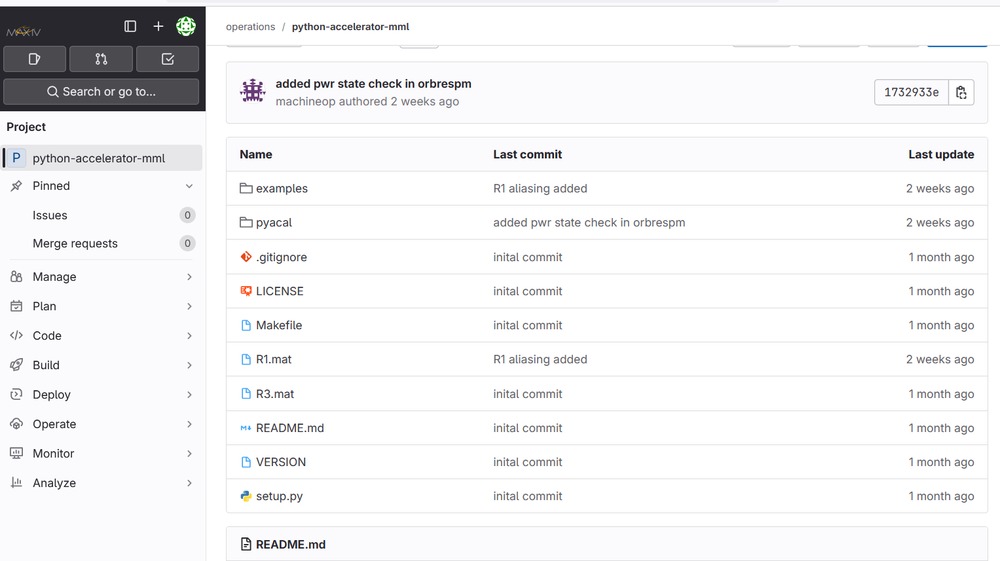 MAXIV
operations / python-accelerator-mml
Search or go to...
Project
P python-accelerator-mml
Pinned
Issues 0
Merge requests 0
Manage
Plan
Code
Build
Deploy
Operate
Monitor
Analyze
added pwr state check in orbrespm
machineop authored 2 weeks ago
1732933e
Name Last commit Last update
examples R1 aliasing added 2 weeks ago
pyacal added pwr state check in orbrespm 2 weeks ago
.gitignore inital commit 1 month ago
LICENSE inital commit 1 month ago
Makefile inital commit 1 month ago
R1.mat R1 aliasing added 2 weeks ago
R3.mat inital commit 1 month ago
README.md inital commit 1 month ago
VERSION inital commit 1 month ago
setup.py inital commit 1 month ago
README.md